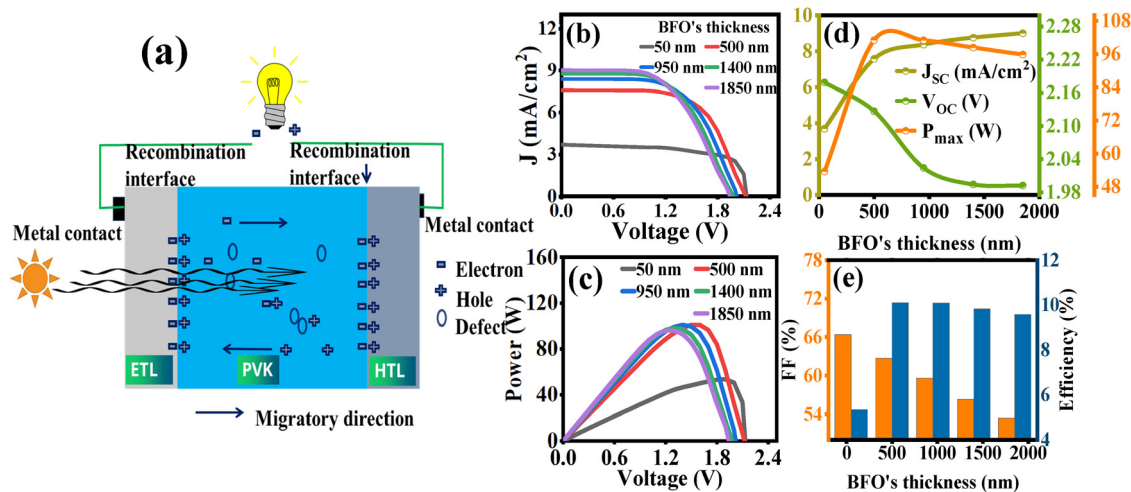 (a)
Recombination
interface
Recombination
interface
Metal contact
Metal contact
Electron
Hole
Defect
ETL
PVK
HTL
Migratory direction
(b)
BFO's thickness
50 nm
500 nm
950 nm
1400 nm
1850 nm
J (mA/cm²)
12
9
6
3
0
0.0 0.6 1.2 1.8 2.4
Voltage (V)
(c)
50 nm
500 nm
950 nm
1400 nm
1850 nm
Power (W)
160
120
80
40
0
0.0 0.6 1.2 1.8 2.4
Voltage (V)
(d)
J_SC (mA/cm²)
V_OC (V)
P_max (W)
10
8
6
4
2
0
2.28
2.22
2.16
2.10
2.04
1.98
108
96
84
72
60
48
0 500 1000 1500 2000
BFO's thickness (nm)
(e)
FF (%)
78
72
66
60
54
Efficiency (%)
12
10
8
6
4
0 500 1000 1500 2000
BFO's thickness (nm)